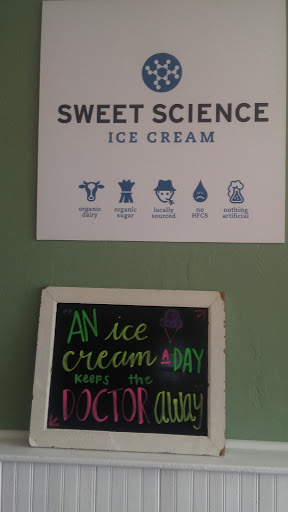 SWEET SCIENCE
ICE CREAM
organic dairy
organic sugar
locally sourced
no HFCS
nothing artificial
"AN ice
cream A DAY
KEEPS the
DOCTOR away"